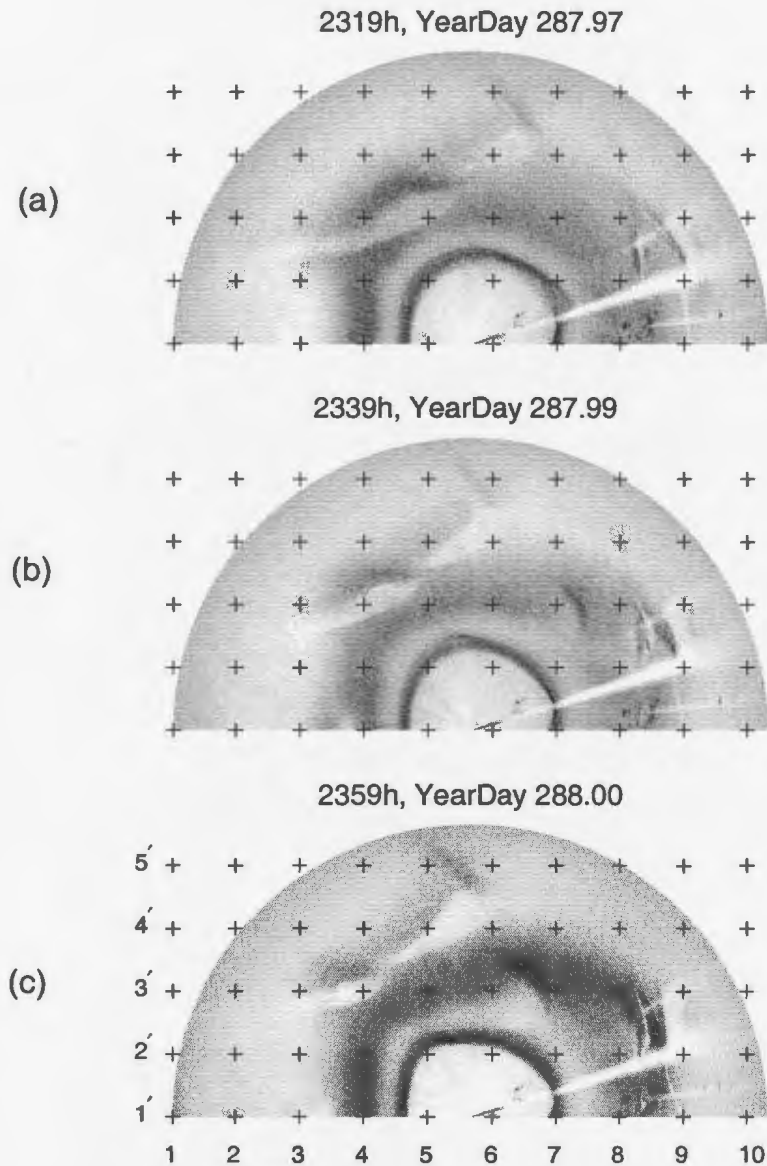 2319h, YearDay 287.97
(a)
2339h, YearDay 287.99
(b)
2359h, YearDay 288.00
(c)
5′
4′
3′
2′
1′
1 2 3 4 5 6 7 8 9 10